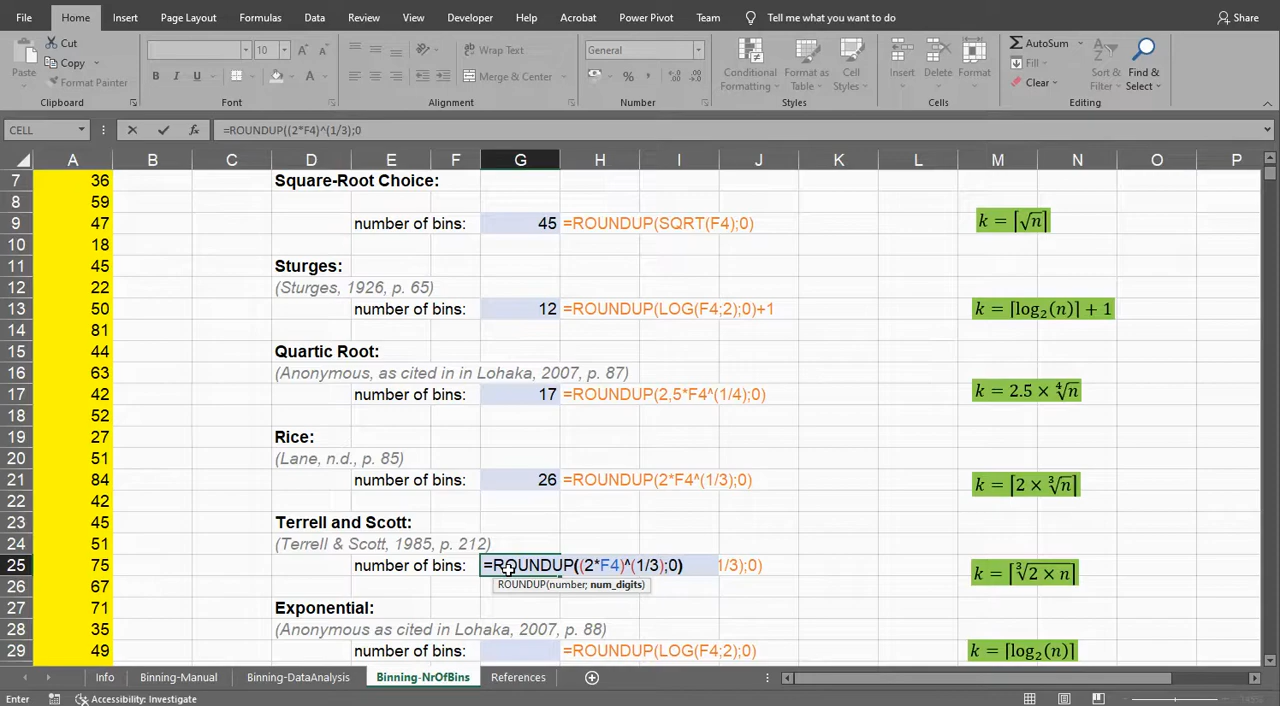 File Home Insert Page Layout Formulas Data Review View Developer Help Acrobat Power Pivot Team Tell me what you want to do Share
Paste Cut Copy Format Painter Clipboard
10 B I U Font
Wrap Text Merge & Center Alignment
General % Number
Conditional Formatting Format as Table Cell Styles Styles
Insert Delete Format Cells
AutoSum Fill Clear Sort & Filter Find & Select Editing
CELL fx =ROUNDUP((2*F4)^(1/3);0
A B C D E F G H I J K L M N O P
7 36 Square-Root Choice:
8 59
9 47 number of bins: 45 =ROUNDUP(SQRT(F4);0) k = ⌈√n⌉
10 18
11 45 Sturges:
12 22 (Sturges, 1926, p. 65)
13 50 number of bins: 12 =ROUNDUP(LOG(F4;2);0)+1 k = ⌈log₂(n)⌉ + 1
14 81
15 44 Quartic Root:
16 63 (Anonymous, as cited in in Lohaka, 2007, p. 87)
17 42 number of bins: 17 =ROUNDUP(2,5*F4^(1/4);0) k = 2.5 × ∜n
18 52
19 27 Rice:
20 51 (Lane, n.d., p. 85)
21 84 number of bins: 26 =ROUNDUP(2*F4^(1/3);0) k = ⌈2 × ∛n⌉
22 42
23 45 Terrell and Scott:
24 51 (Terrell & Scott, 1985, p. 212)
25 75 number of bins: =ROUNDUP((2*F4)^(1/3);0) 1/3);0) k = ⌈∛2 × n⌉
26 67 ROUNDUP(number; num_digits)
27 71 Exponential:
28 35 (Anonymous as cited in Lohaka, 2007, p. 88)
29 49 number of bins: =ROUNDUP(LOG(F4;2);0) k = ⌈log₂(n)⌉
Info Binning-Manual Binning-DataAnalysis Binning-NrOfBins References
Enter Accessibility: Investigate